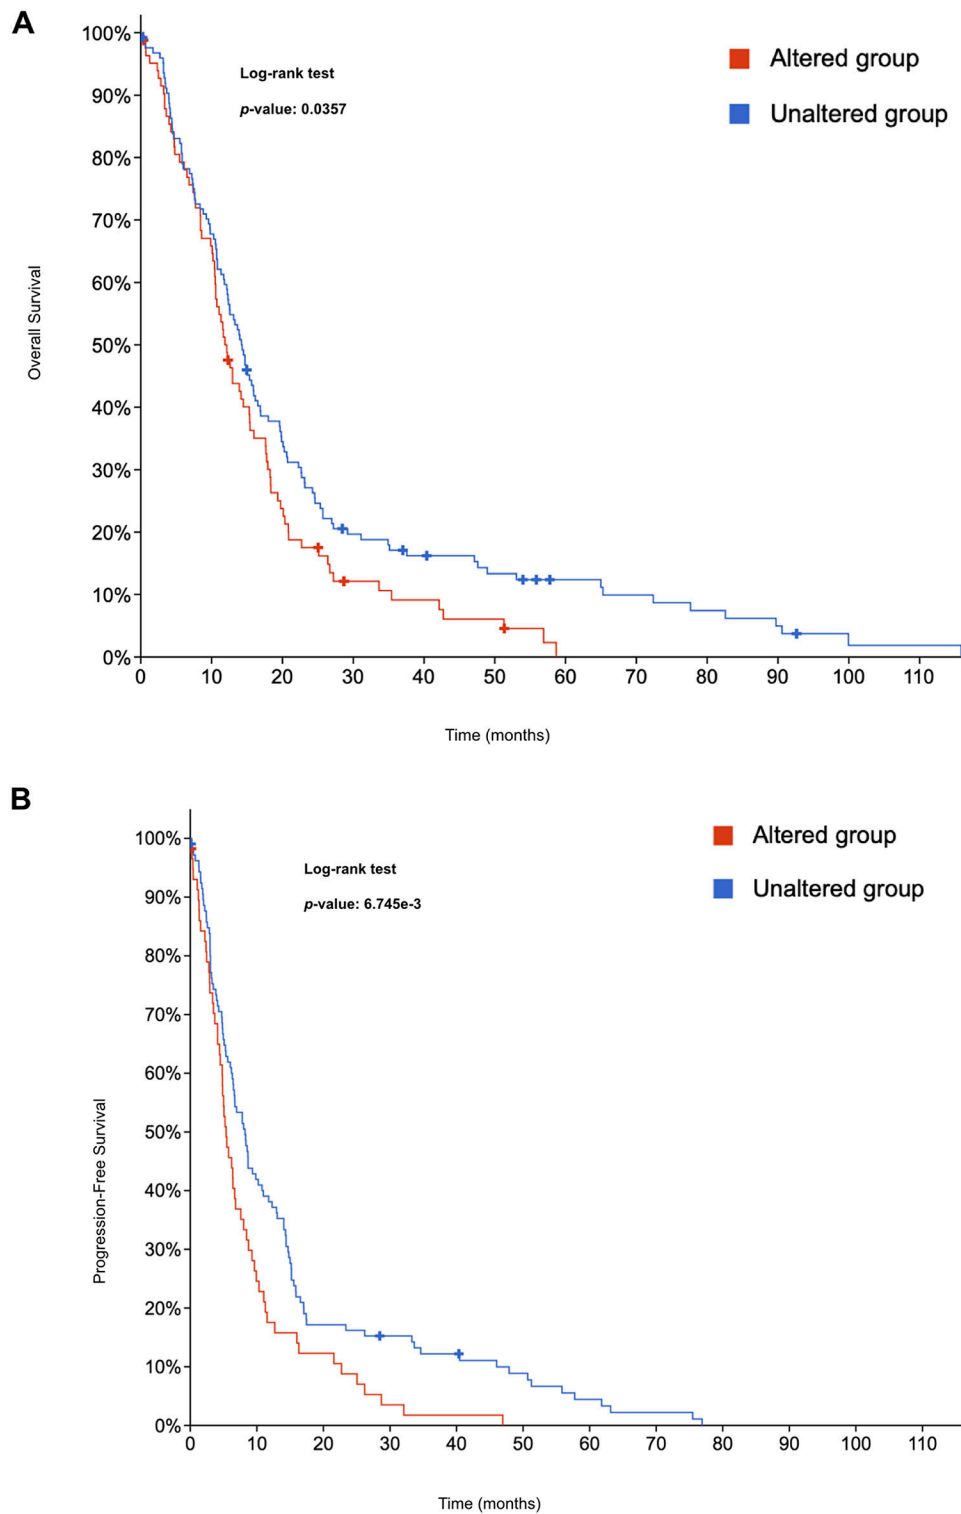 A
Altered group
Unaltered group
Log-rank test
p-value: 0.0357
100%
90%
80%
70%
60%
50%
40%
30%
20%
10%
0%
Overall Survival
0 10 20 30 40 50 60 70 80 90 100 110
Time (months)
B
Altered group
Unaltered group
Log-rank test
p-value: 6.745e-3
100%
90%
80%
70%
60%
50%
40%
30%
20%
10%
0%
Progression-Free Survival
0 10 20 30 40 50 60 70 80 90 100 110
Time (months)